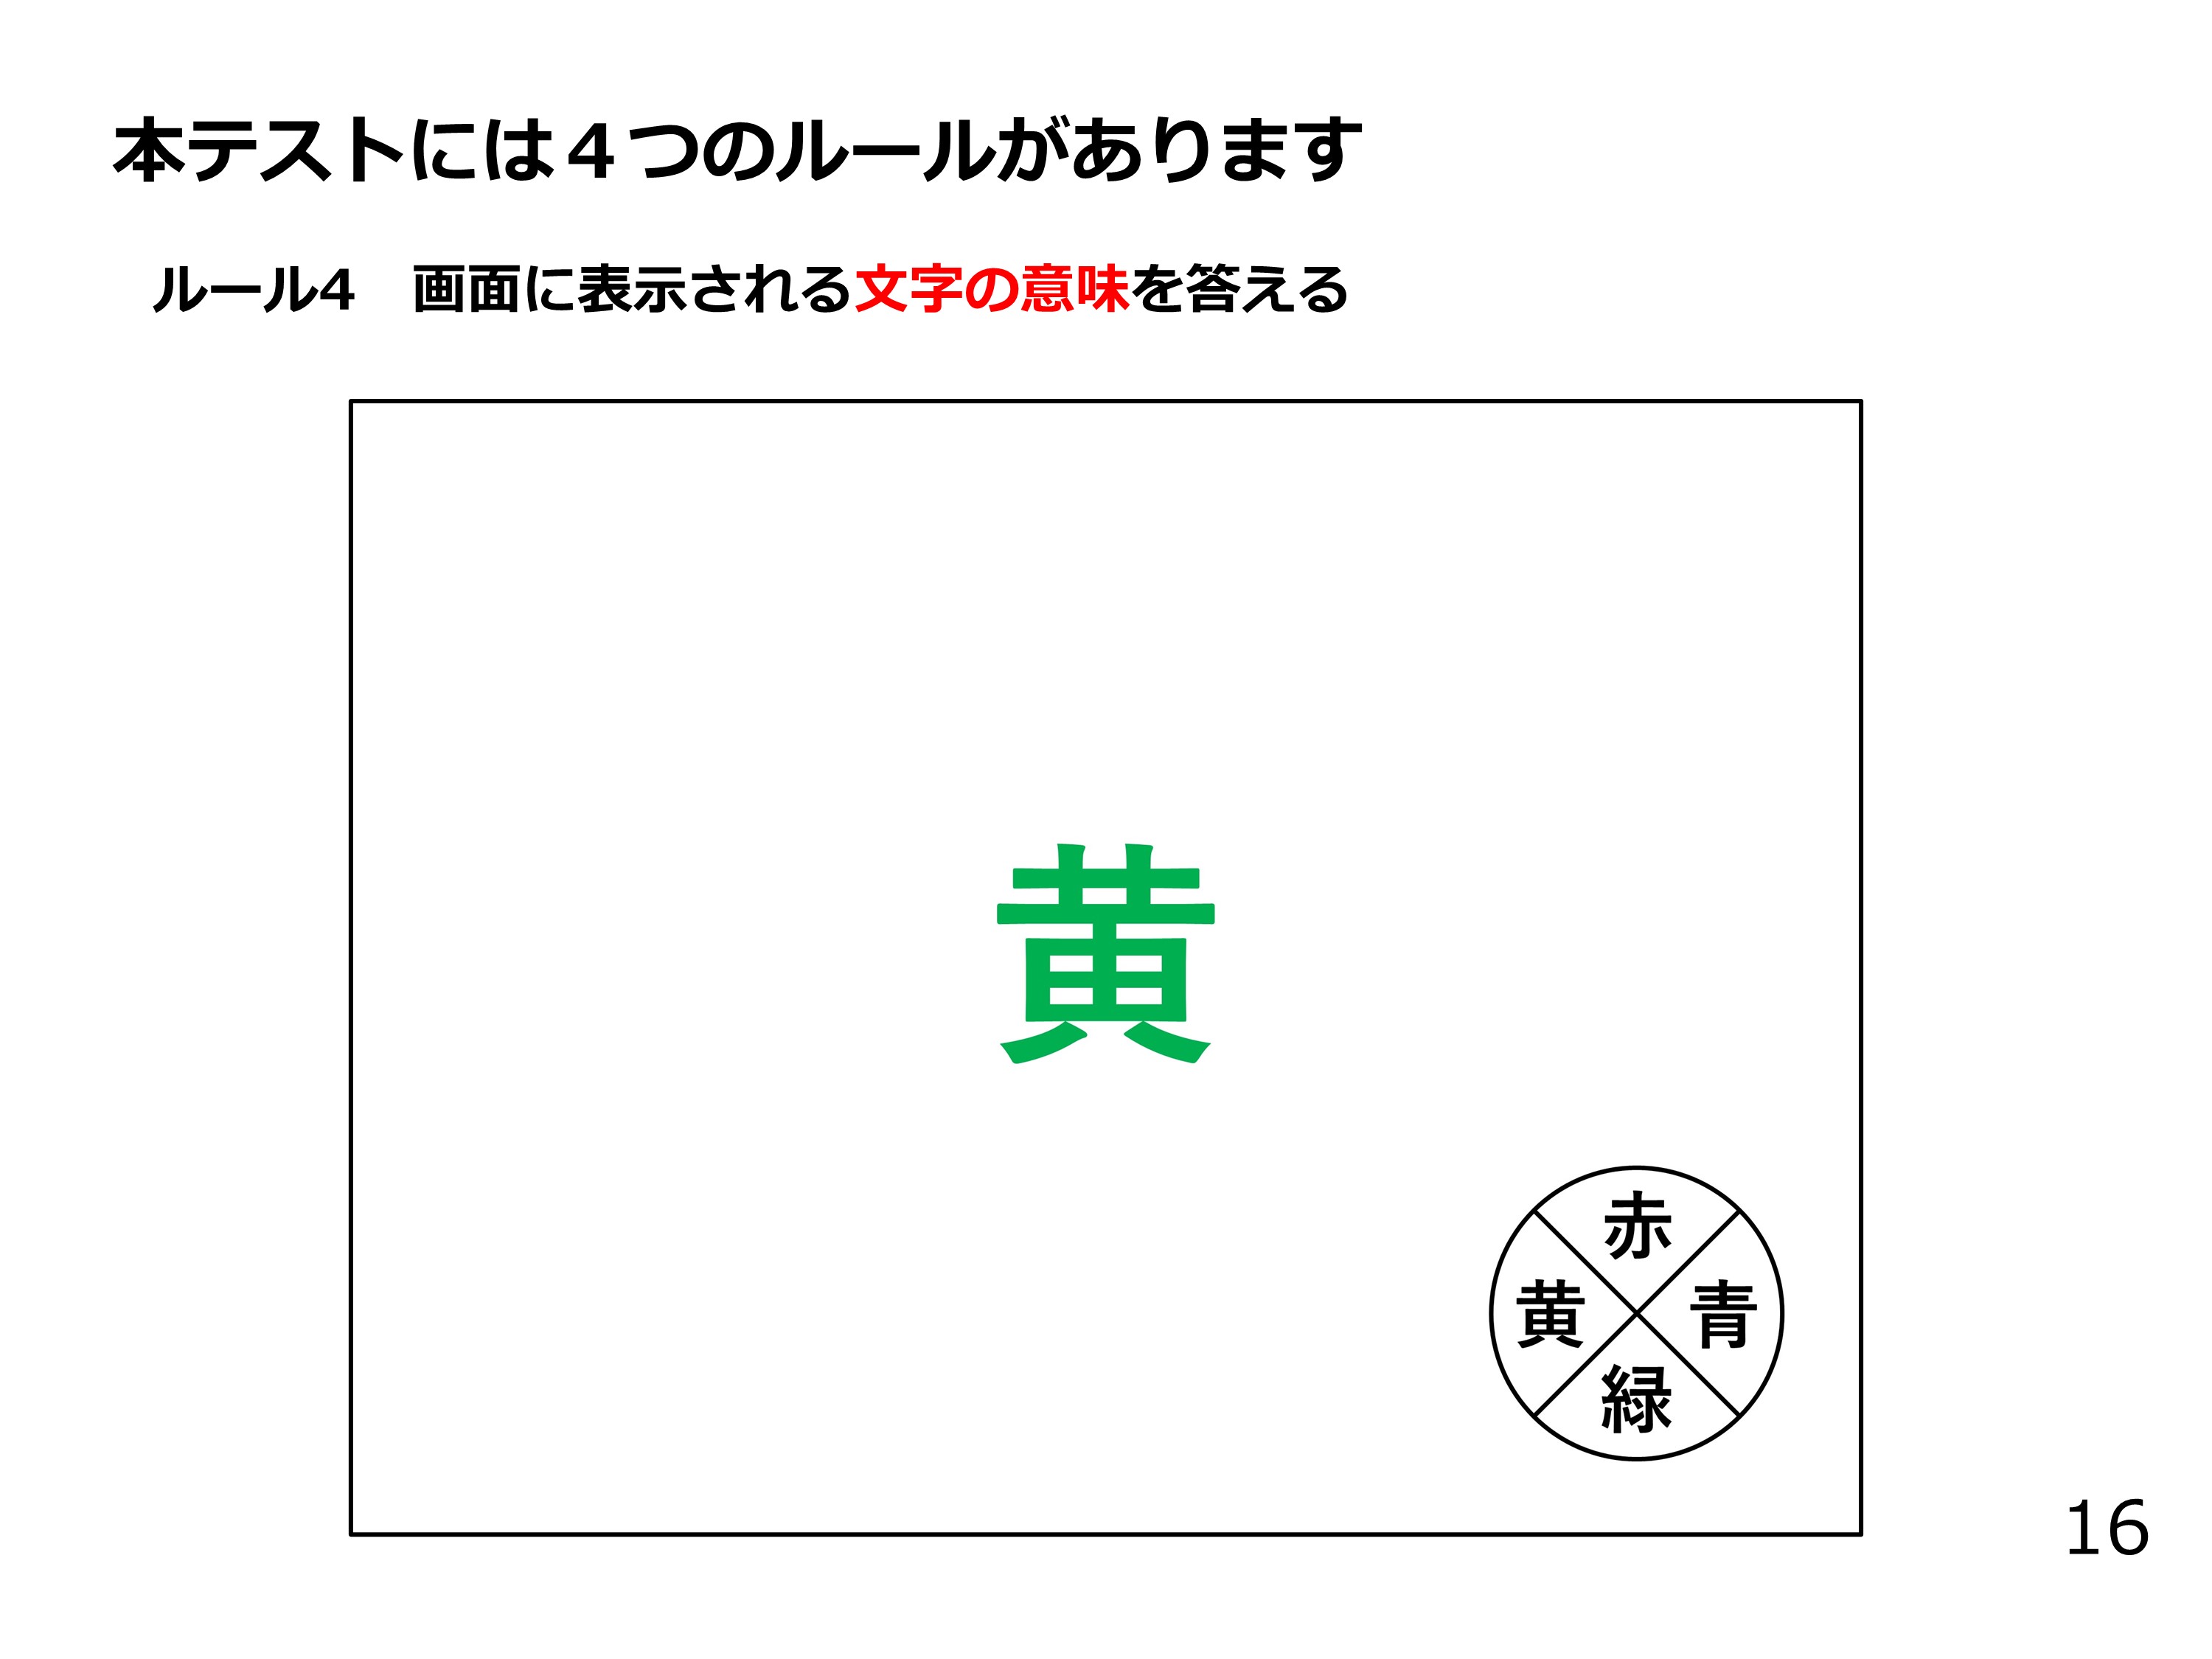 本テストには４つのルールがあります
ルール4　画面に表示される文字の意味を答える
黄
赤
黄 青
緑
16